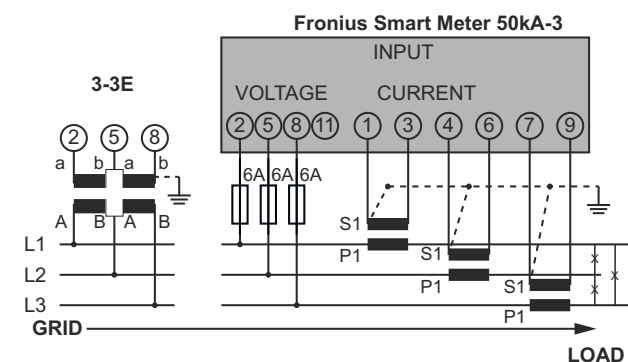 Fronius Smart Meter 50kA-3
INPUT
3-3E
VOLTAGE CURRENT
2 5 8 2 5 8 11 1 3 4 6 7 9
a b a b
6A 6A 6A
A B A B
S1
L1
P1 S1 x
L2
P1 S1 x
L3
x
P1
GRID
LOAD